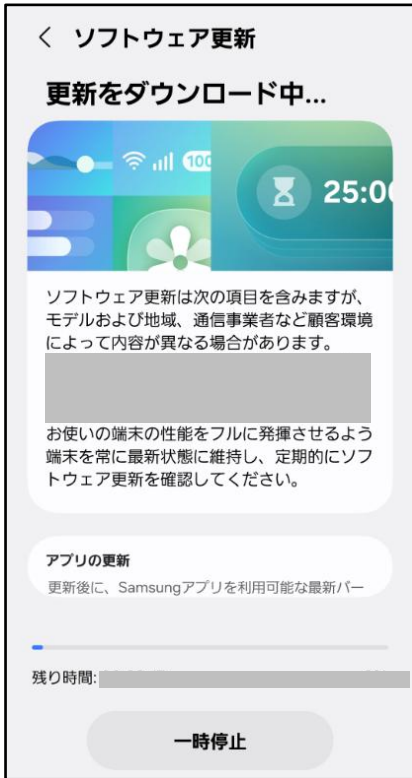 ソフトウェア更新
更新をダウンロード中...
100
25:00
ソフトウェア更新は次の項目を含みますが、
モデルおよび地域、通信事業者など顧客環境
によって内容が異なる場合があります。
お使いの端末の性能をフルに発揮させるよう
端末を常に最新状態に維持し、定期的にソフ
トウェア更新を確認してください。
アプリの更新
更新後に、Samsungアプリを利用可能な最新バー
残り時間:
一時停止